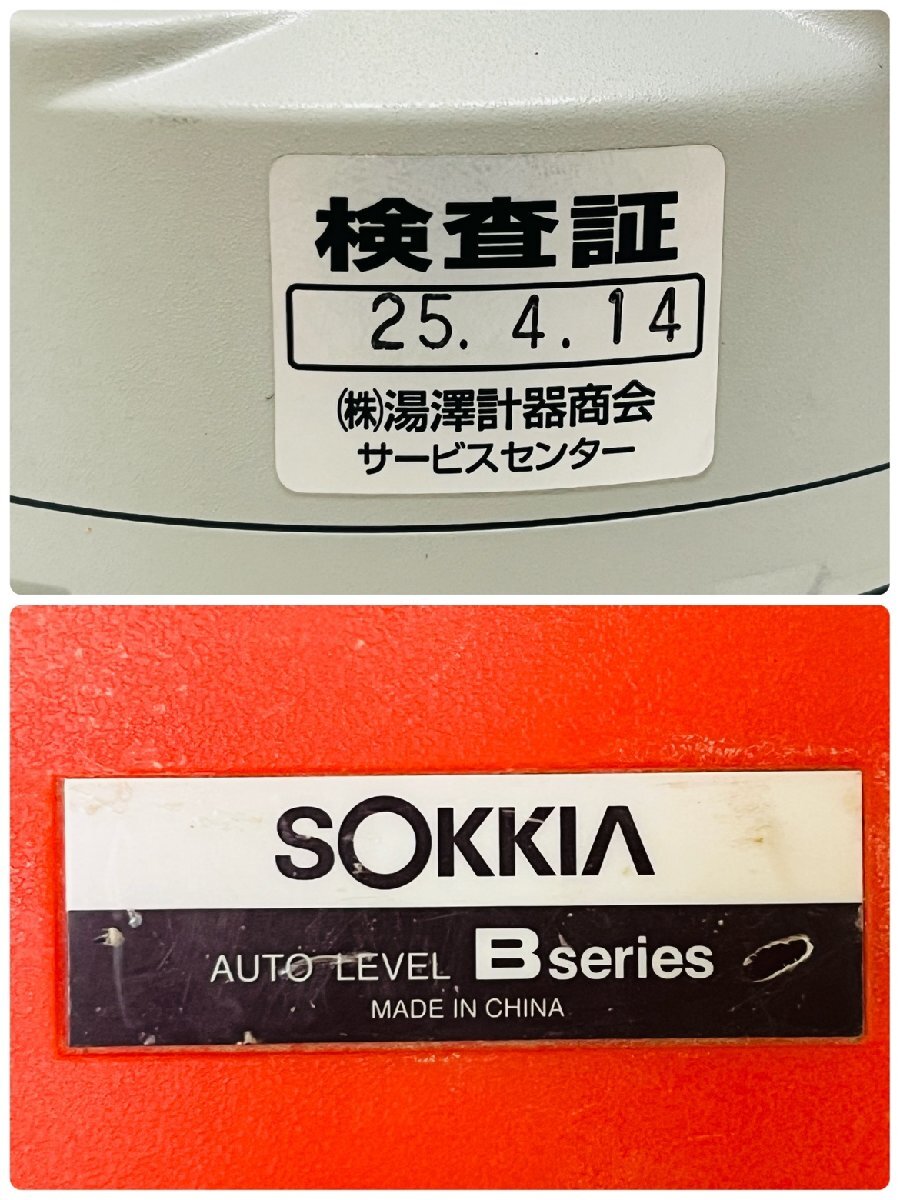 検査証
25. 4. 14
㈱湯澤計器商会
サービスセンター
SOKKIA
AUTO LEVEL B series
MADE IN CHINA